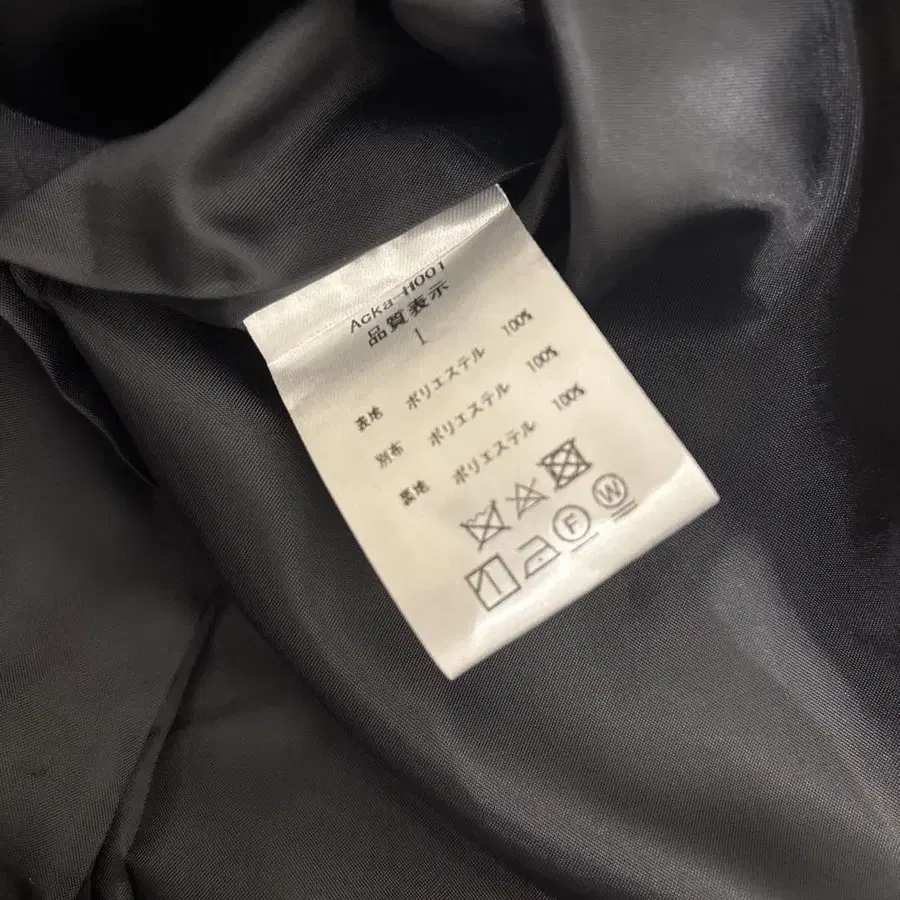 Acka-H001
品質表示
1
表地 ポリエステル 100%
別布 ポリエステル 100%
裏地 ポリエステル 100%
F W